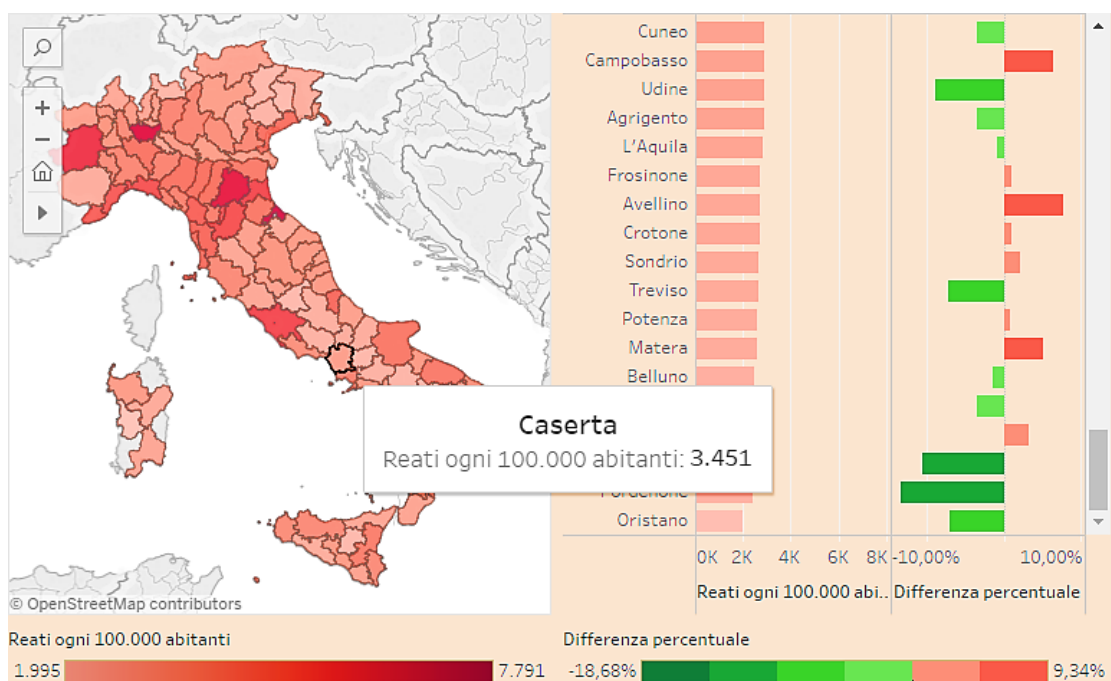 Cuneo
Campobasso
Udine
Agrigento
L'Aquila
Frosinone
Avellino
Crotone
Sondrio
Treviso
Potenza
Matera
Belluno
Caserta
Reati ogni 100.000 abitanti: 3.451
Oristano
0K 2K 4K 6K 8K -10,00% 10,00%
Reati ogni 100.000 abi.. Differenza percentuale
© OpenStreetMap contributors
Reati ogni 100.000 abitanti
1.995 7.791
Differenza percentuale
-18,68% 9,34%